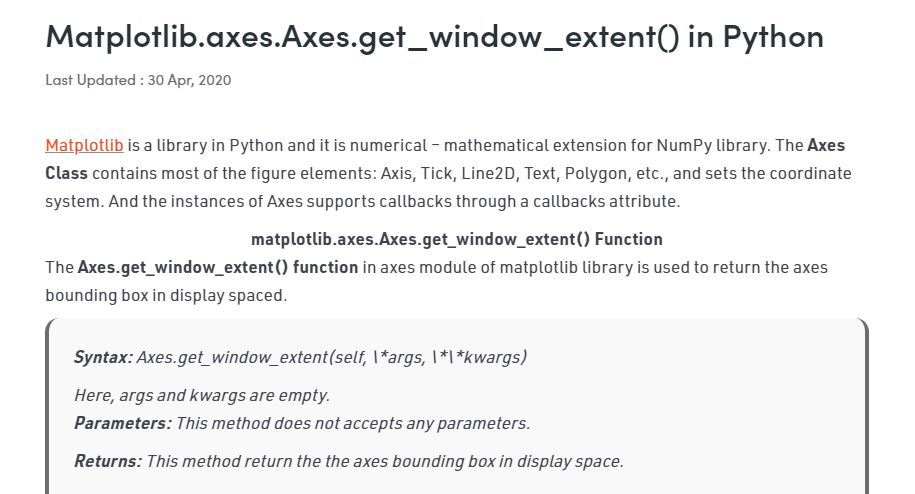 Matplotlib.axes.Axes.get_window_extent() in Python
Last Updated : 30 Apr, 2020
Matplotlib is a library in Python and it is numerical – mathematical extension for NumPy library. The Axes
Class contains most of the figure elements: Axis, Tick, Line2D, Text, Polygon, etc., and sets the coordinate
system. And the instances of Axes supports callbacks through a callbacks attribute.
matplotlib.axes.Axes.get_window_extent() Function
The Axes.get_window_extent() function in axes module of matplotlib library is used to return the axes
bounding box in display spaced.
Syntax: Axes.get_window_extent(self, \*args, \*\*kwargs)
Here, args and kwargs are empty.
Parameters: This method does not accepts any parameters.
Returns: This method return the the axes bounding box in display space.